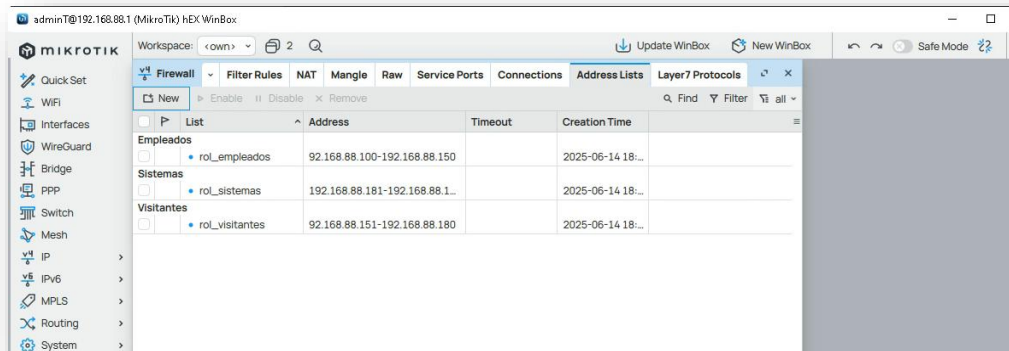 adminT@192.168.88.1 (MikroTik) hEX WinBox
MikroTik
Workspace: <own> 2 Update WinBox New WinBox Safe Mode
Quick Set
WiFi
Interfaces
WireGuard
Bridge
PPP
Switch
Mesh
IP
IPv6
MPLS
Routing
System
Firewall Filter Rules NAT Mangle Raw Service Ports Connections Address Lists Layer7 Protocols
New Enable Disable Remove Find Filter all
List Address Timeout Creation Time
Empleados
rol_empleados 92.168.88.100-192.168.88.150 2025-06-14 18:...
Sistemas
rol_sistemas 192.168.88.181-192.168.88.1... 2025-06-14 18:...
Visitantes
rol_visitantes 92.168.88.151-192.168.88.180 2025-06-14 18:...